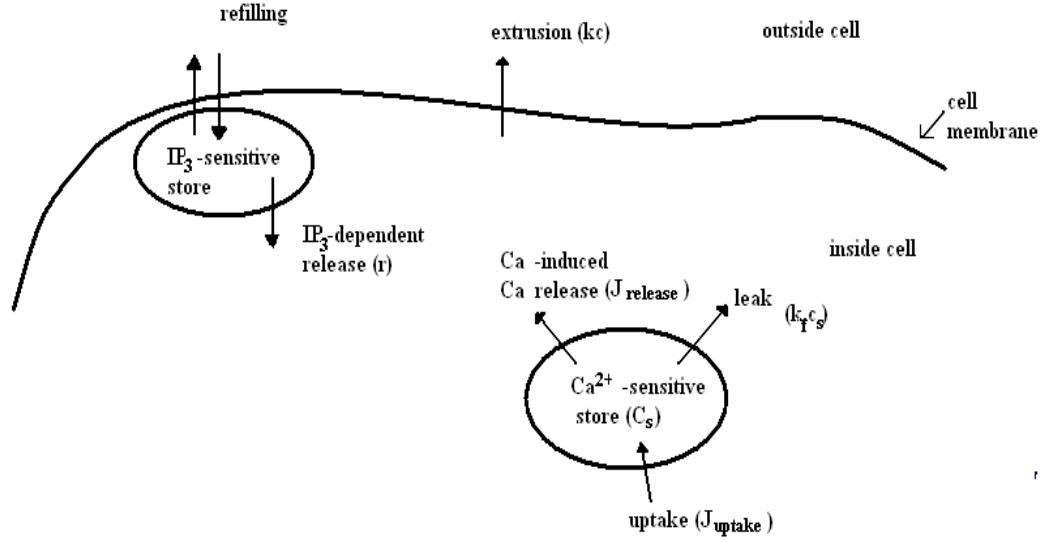 refilling
extrusion (kc)
outside cell
cell
membrane
IP3 -sensitive
store
IP3-dependent
release (r)
inside cell
Ca -induced
Ca release (J release )
leak
(kfcs)
Ca2+ -sensitive
store (Cs)
uptake (Juptake )